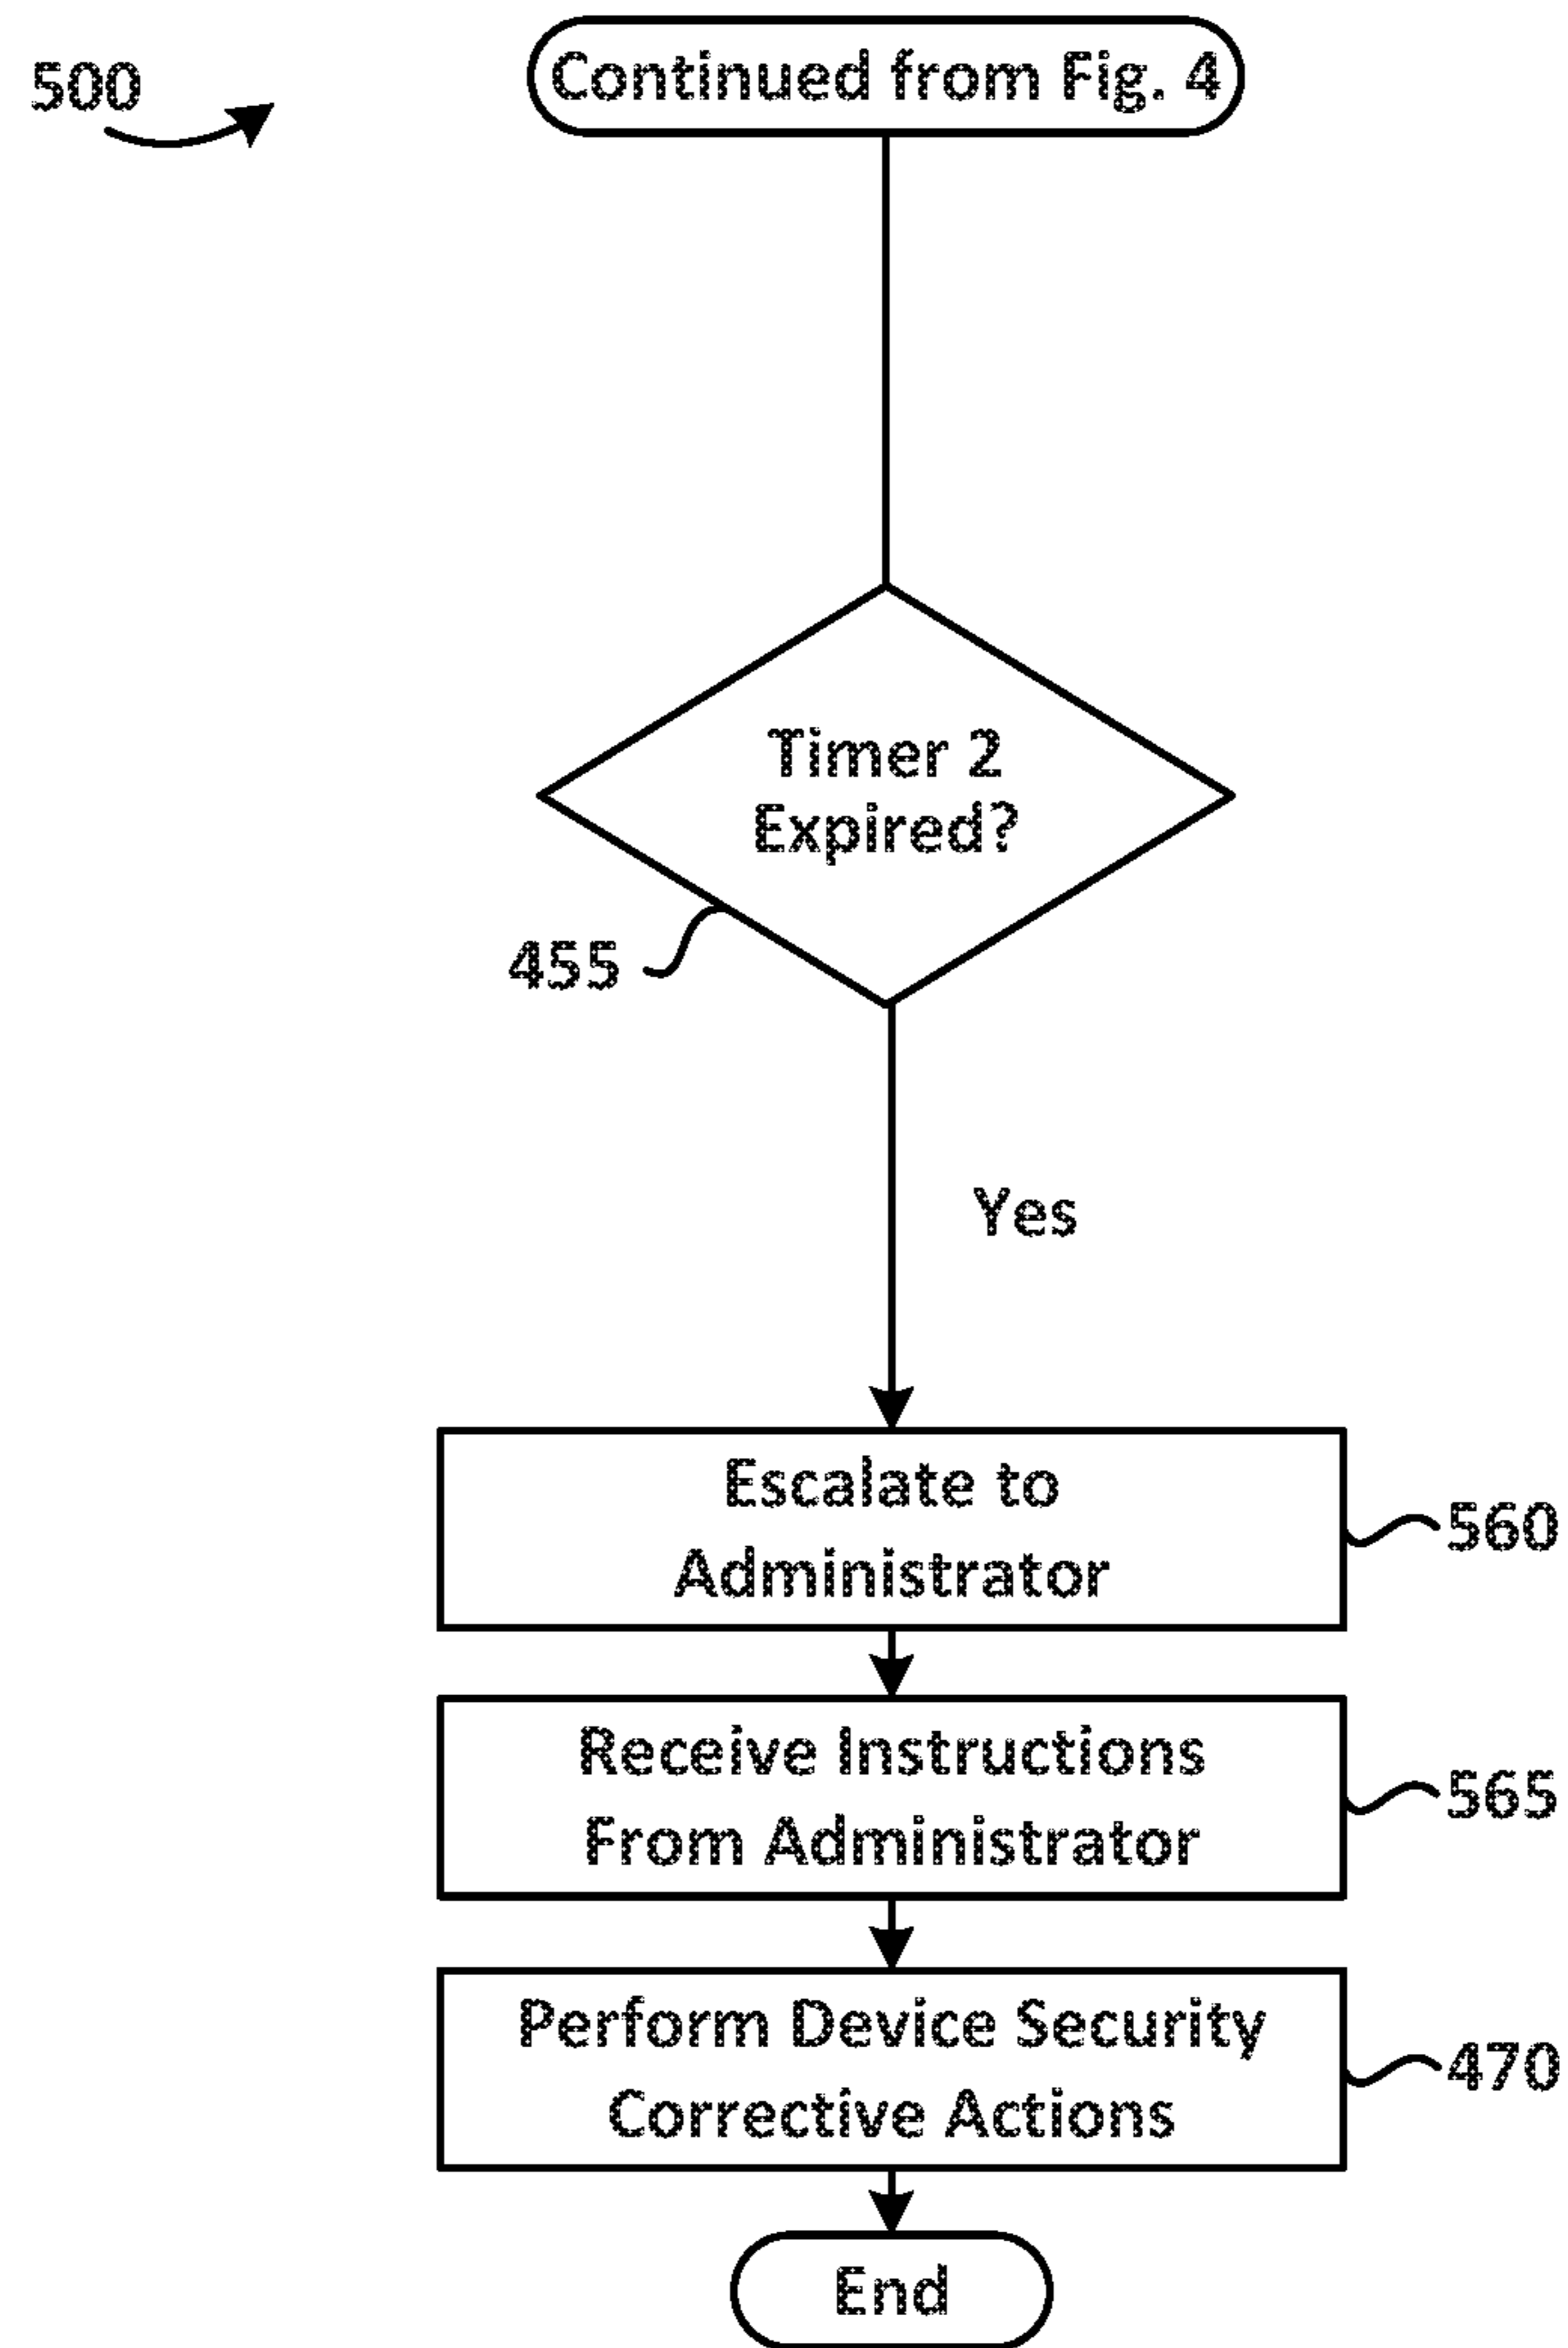 500
Continued from Fig. 4
Timer 2
Expired?
455
Yes
Escalate to
Administrator
560
Receive Instructions
From Administrator
565
Perform Device Security
Corrective Actions
470
End